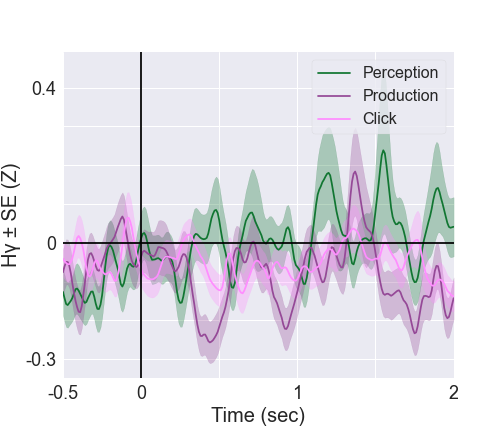 Perception
Production
Click
Hγ ± SE (Z)
0.4
0
-0.3
-0.5
0
1
2
Time (sec)